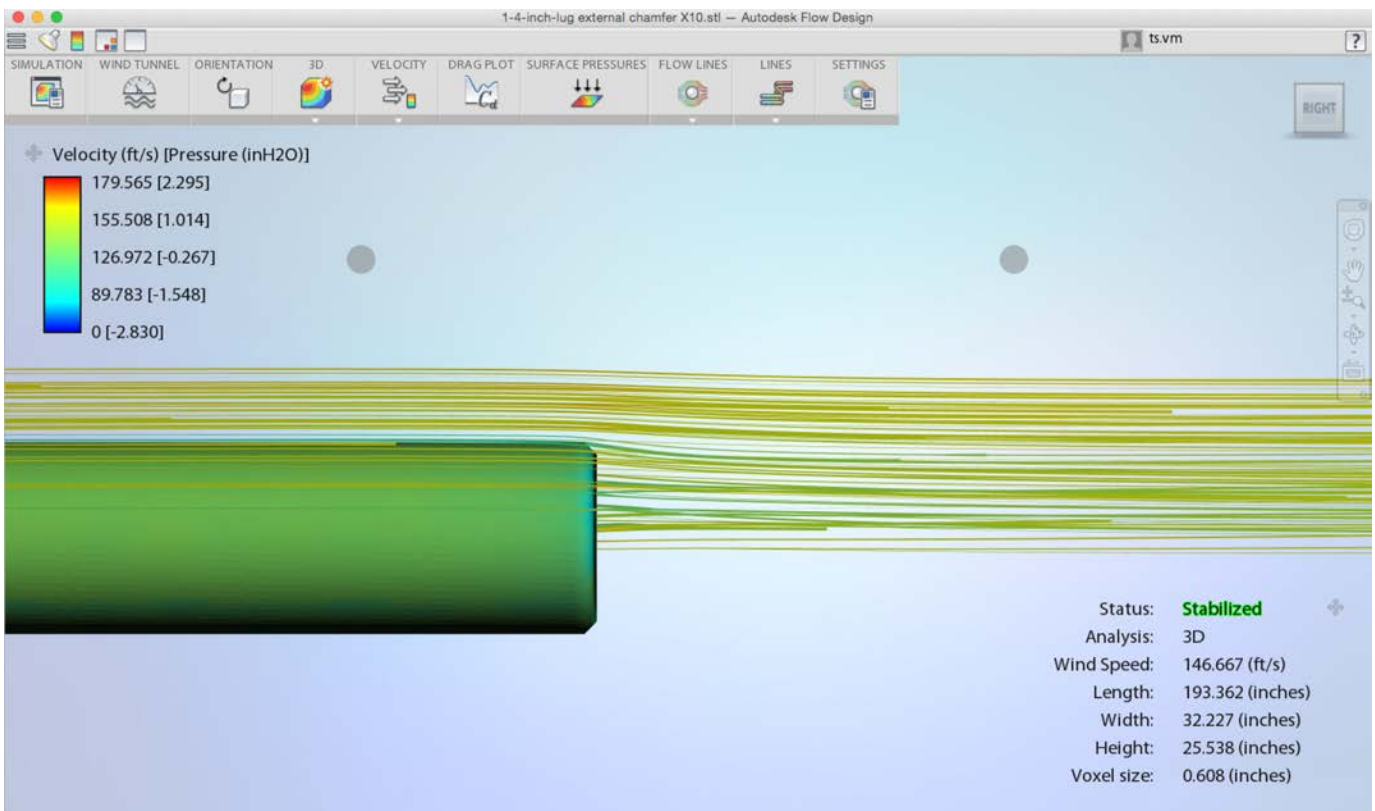 1-4-inch-lug external chamfer X10.stl — Autodesk Flow Design
ts.vm
?
SIMULATION WIND TUNNEL ORIENTATION 3D VELOCITY DRAG PLOT SURFACE PRESSURES FLOW LINES LINES SETTINGS
Cd
RIGHT
Velocity (ft/s) [Pressure (inH2O)]
179.565 [2.295]
155.508 [1.014]
126.972 [-0.267]
89.783 [-1.548]
0 [-2.830]
Status: Stabilized
Analysis: 3D
Wind Speed: 146.667 (ft/s)
Length: 193.362 (inches)
Width: 32.227 (inches)
Height: 25.538 (inches)
Voxel size: 0.608 (inches)